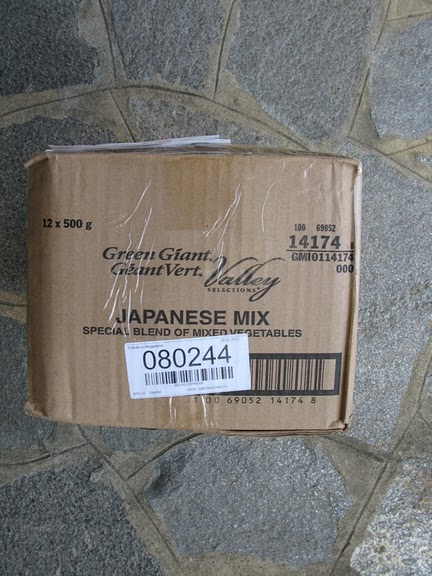 12 x 500 g
100 69052
14174 8
GMI0114174
000
Green Giant.
Géant Vert.
Valley
SELECTIONS
JAPANESE MIX
SPECIAL BLEND OF MIXED VEGETABLES
080244
1 00 69052 14174 8